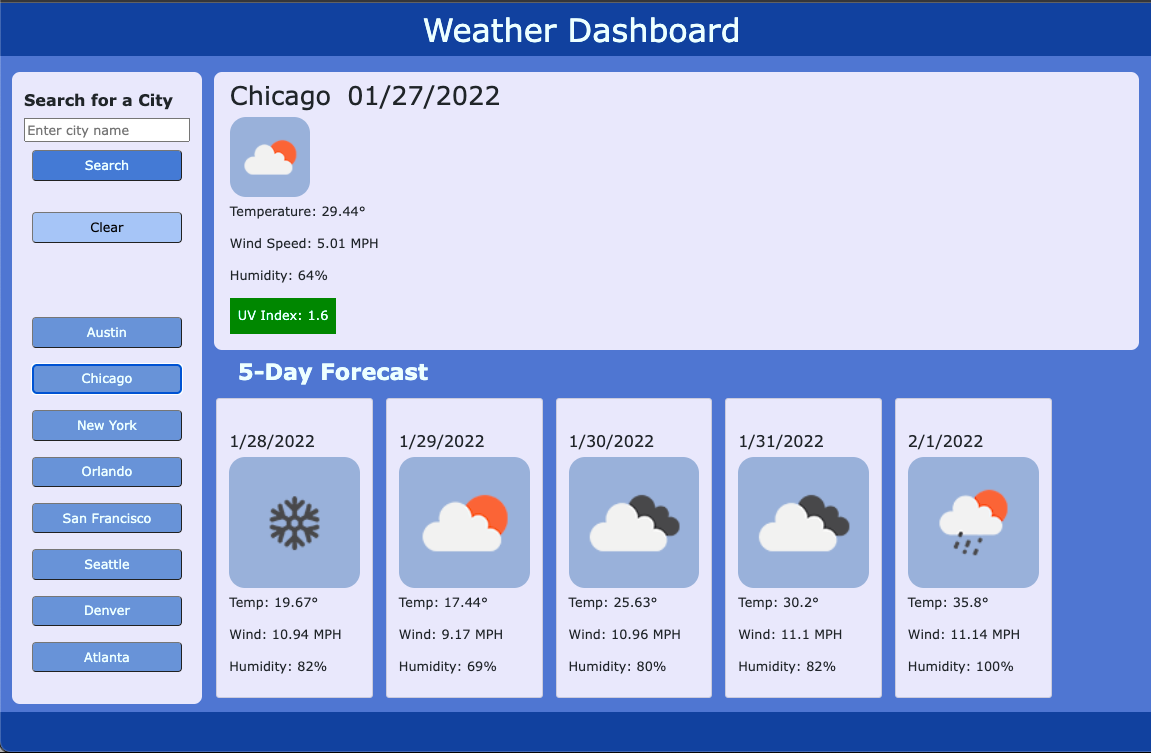 Weather Dashboard
Search for a City
Enter city name
Search
Clear
Austin
Chicago
New York
Orlando
San Francisco
Seattle
Denver
Atlanta
Chicago 01/27/2022
Temperature: 29.44°
Wind Speed: 5.01 MPH
Humidity: 64%
UV Index: 1.6
5-Day Forecast
1/28/2022
Temp: 19.67°
Wind: 10.94 MPH
Humidity: 82%
1/29/2022
Temp: 17.44°
Wind: 9.17 MPH
Humidity: 69%
1/30/2022
Temp: 25.63°
Wind: 10.96 MPH
Humidity: 80%
1/31/2022
Temp: 30.2°
Wind: 11.1 MPH
Humidity: 82%
2/1/2022
Temp: 35.8°
Wind: 11.14 MPH
Humidity: 100%